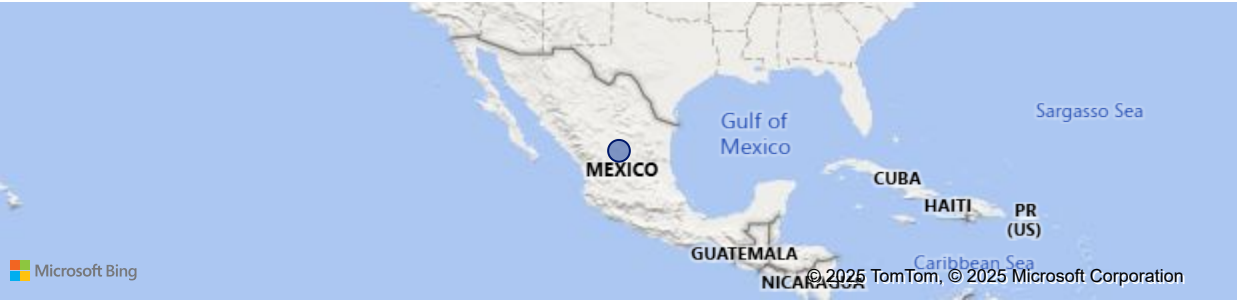 Gulf of
Mexico
Sargasso Sea
MEXICO
CUBA
HAITI
PR
(US)
GUATEMALA
Caribbean Sea
NICARAGUA
Microsoft Bing
© 2025 TomTom, © 2025 Microsoft Corporation